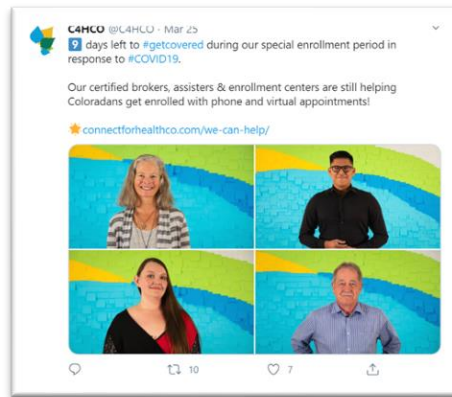 C4HCO @C4HCO · Mar 25
9 days left to #getcovered during our special enrollment period in
response to #COVID19.
Our certified brokers, assisters & enrollment centers are still helping
Coloradans get enrolled with phone and virtual appointments!
connectforhealthco.com/we-can-help/
10 7